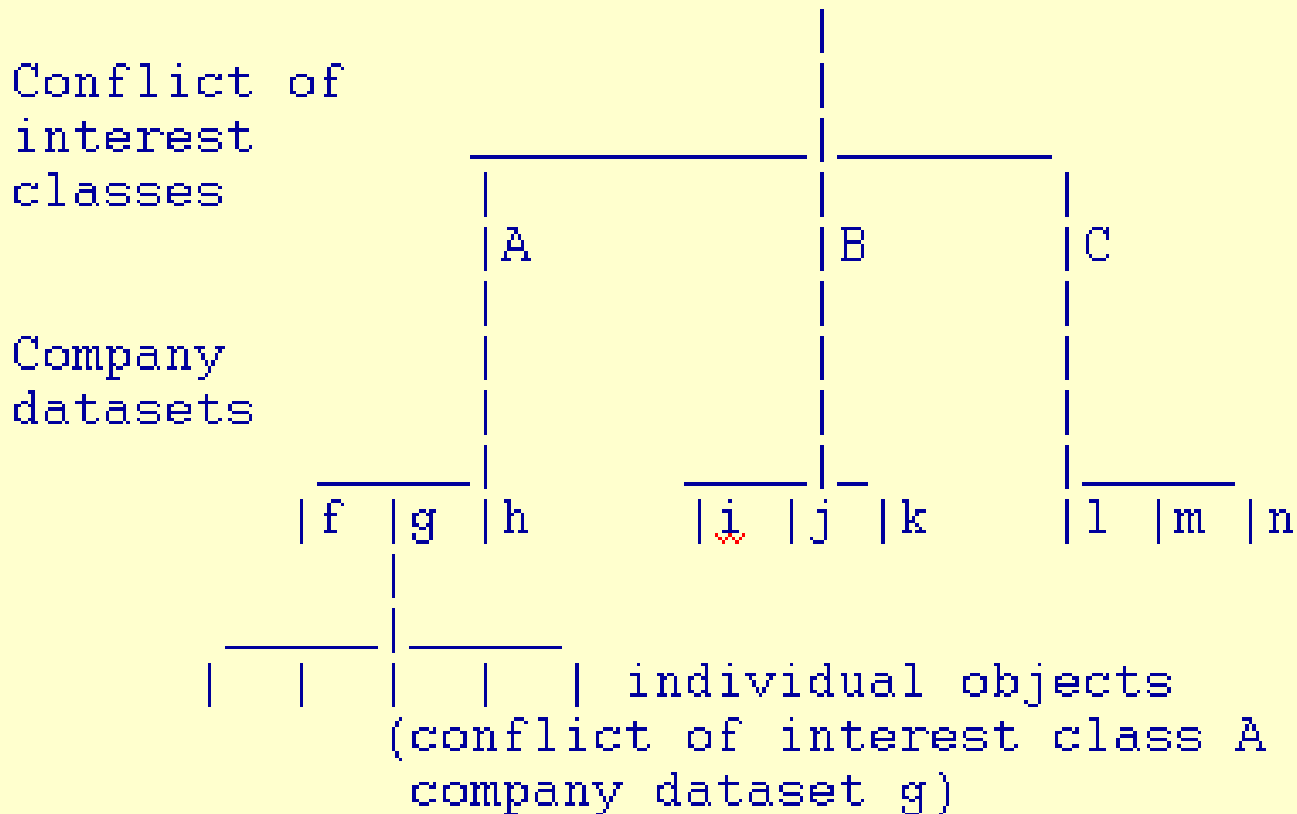 Conflict of
interest
classes
A B C
Company
datasets
f g h i j k l m n
individual objects
(conflict of interest class A
company dataset g)